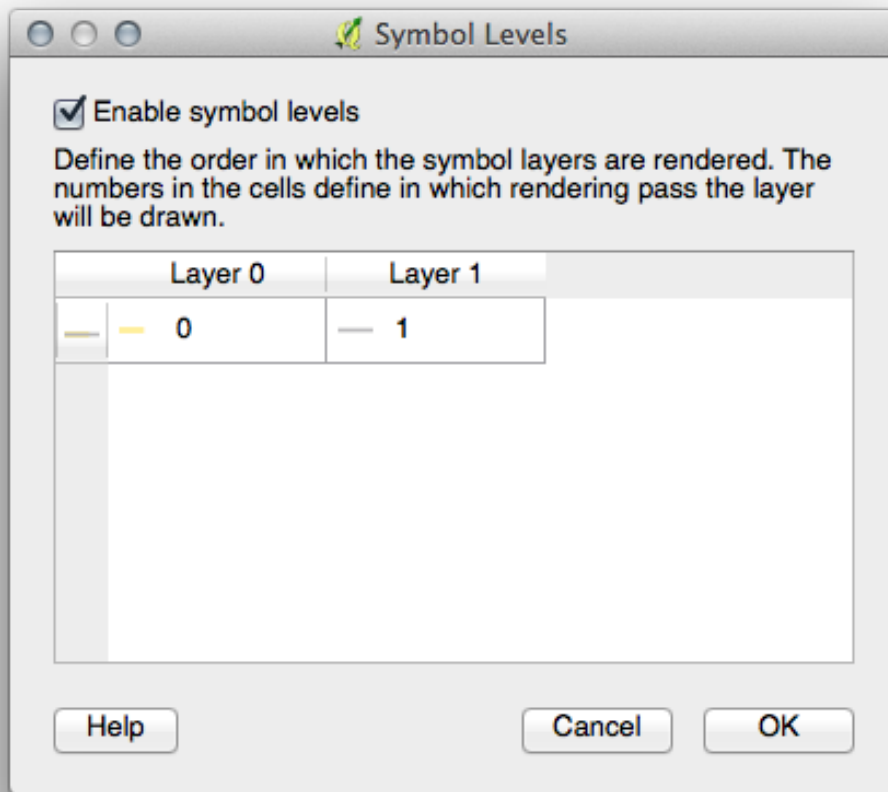 Symbol Levels
Enable symbol levels
Define the order in which the symbol layers are rendered. The
numbers in the cells define in which rendering pass the layer
will be drawn.
Layer 0 Layer 1
0 1
Help Cancel OK